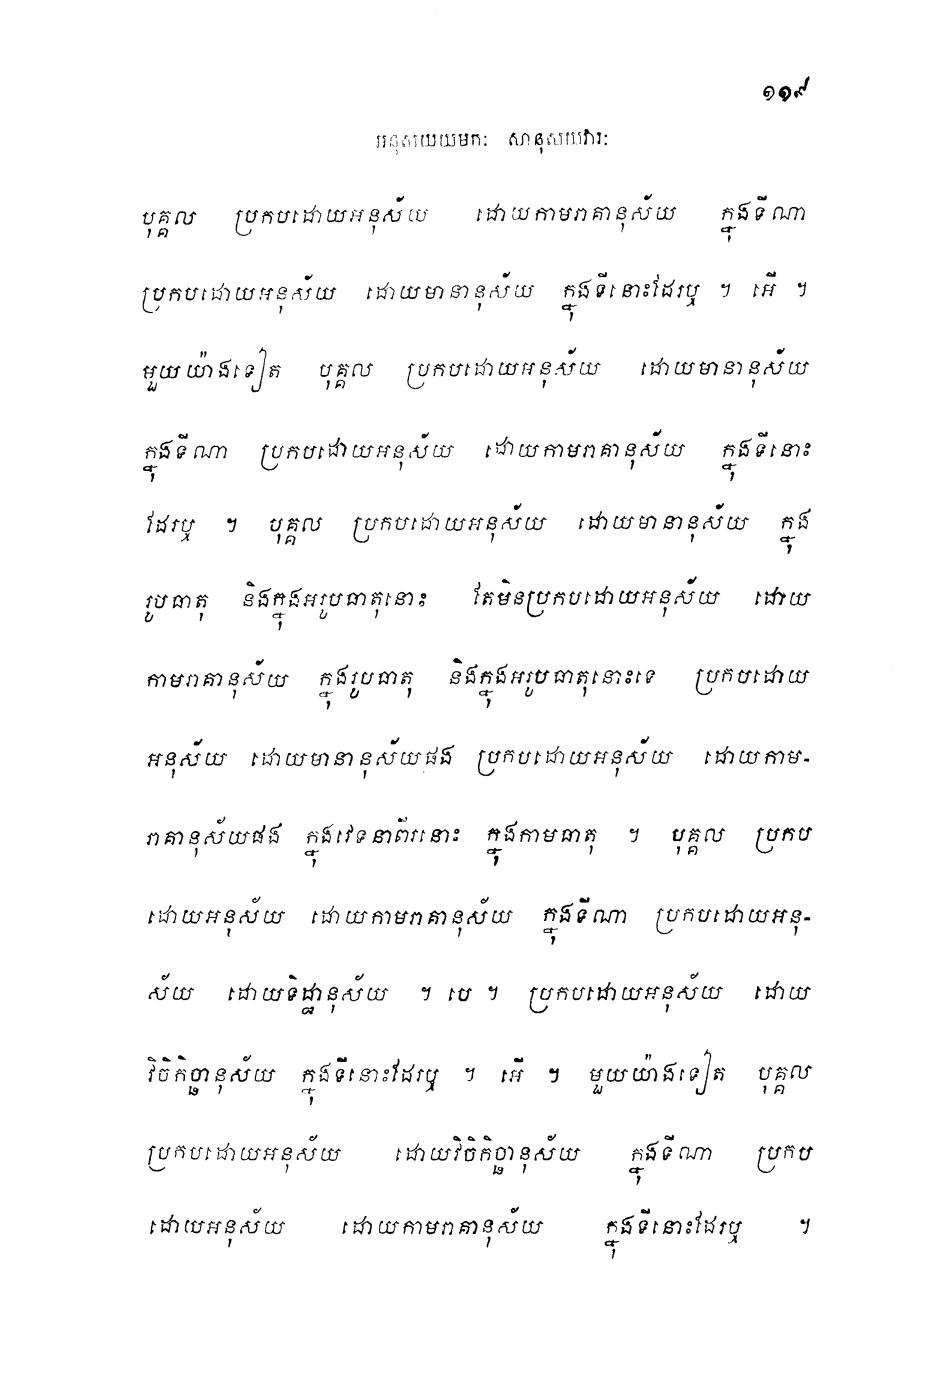 ១១៩
អនុសយយមកៈ សានុសយវារៈ
បុគ្គល ប្រកបដោយអនុស័យ ដោយកាមរាគានុស័យ ក្នុងទីណា
ប្រកបដោយអនុស័យ ដោយមានានុស័យ ក្នុងទីនោះដែរឬ ។ អើ ។
មួយយ៉ាងទៀត បុគ្គល ប្រកបដោយអនុស័យ ដោយមានានុស័យ
ក្នុងទីណា ប្រកបដោយអនុស័យ ដោយកាមរាគានុស័យ ក្នុងទីនោះ
ដែរឬ ។ បុគ្គល ប្រកបដោយអនុស័យ ដោយមានានុស័យ ក្នុង
រូបធាតុ និងក្នុងអរូបធាតុនោះ តែមិនប្រកបដោយអនុស័យ ដោយ
កាមរាគានុស័យ ក្នុងរូបធាតុ និងក្នុងអរូបធាតុនោះទេ ប្រកបដោយ
អនុស័យ ដោយមានានុស័យផង ប្រកបដោយអនុស័យ ដោយកាម-
រាគានុស័យផង ក្នុងវេទនាពីរនោះ ក្នុងកាមធាតុ ។ បុគ្គល ប្រកប
ដោយអនុស័យ ដោយកាមរាគានុស័យ ក្នុងទីណា ប្រកបដោយអនុ-
ស័យ ដោយទិដ្ឋានុស័យ ។ បេ ។ ប្រកបដោយអនុស័យ ដោយ
វិចិកិច្ឆានុស័យ ក្នុងទីនោះដែរឬ ។ អើ ។ មួយយ៉ាងទៀត បុគ្គល
ប្រកបដោយអនុស័យ ដោយវិចិកិច្ឆានុស័យ ក្នុងទីណា ប្រកប
ដោយអនុស័យ ដោយកាមរាគានុស័យ ក្នុងទីនោះដែរឬ ។